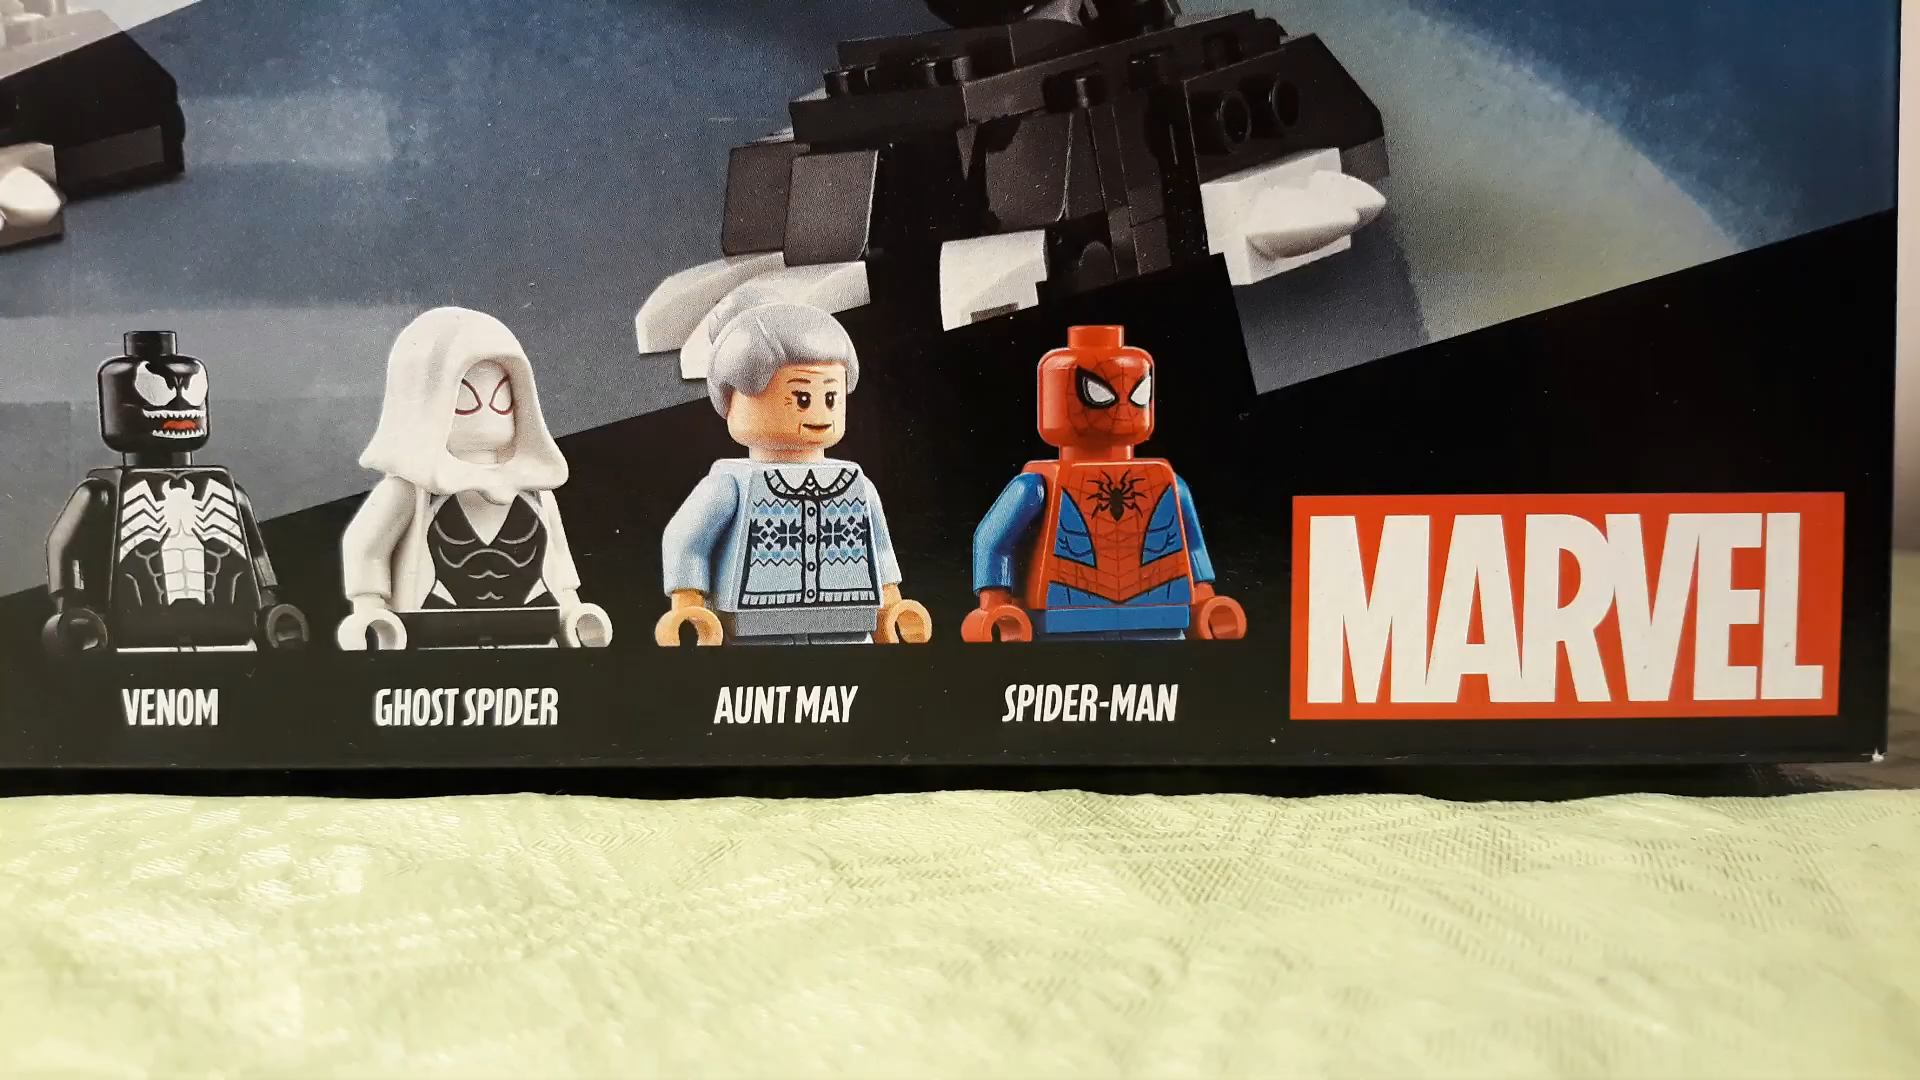 VENOM
GHOST SPIDER
AUNT MAY
SPIDER-MAN
MARVEL